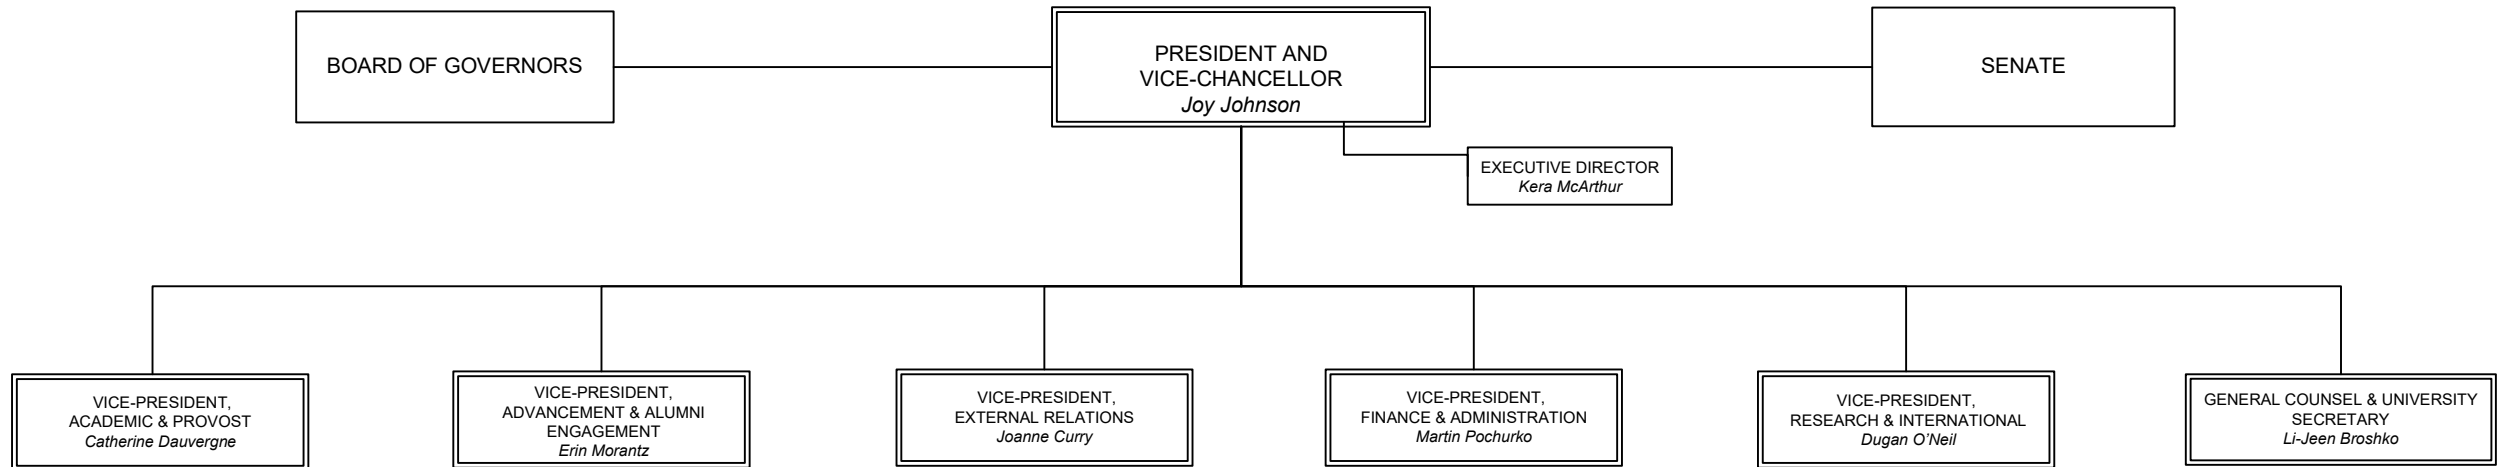 BOARD OF GOVERNORS
PRESIDENT AND
VICE-CHANCELLOR
Joy Johnson
SENATE
EXECUTIVE DIRECTOR
Kera McArthur
VICE-PRESIDENT,
ACADEMIC & PROVOST
Catherine Dauvergne
VICE-PRESIDENT,
ADVANCEMENT & ALUMNI
ENGAGEMENT
Erin Morantz
VICE-PRESIDENT,
EXTERNAL RELATIONS
Joanne Curry
VICE-PRESIDENT,
FINANCE & ADMINISTRATION
Martin Pochurko
VICE-PRESIDENT,
RESEARCH & INTERNATIONAL
Dugan O’Neil
GENERAL COUNSEL & UNIVERSITY
SECRETARY
Li-Jeen Broshko